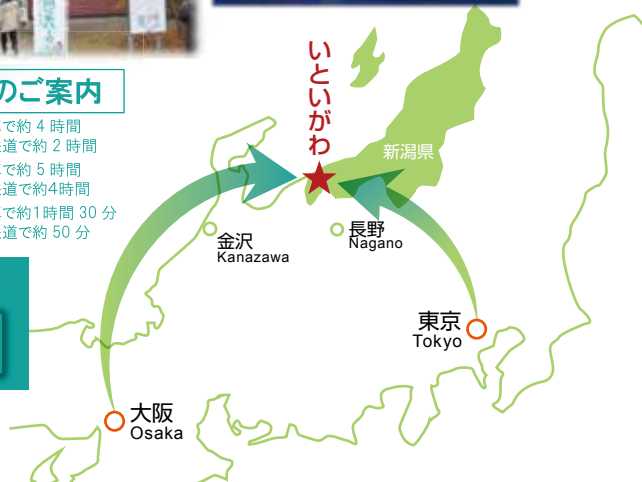 のご案内
で約 4 時間
道で約 2 時間
で約 5 時間
道で約4時間
で約1時間 30 分
道で約 50 分
いといがわ
新潟県
金沢
Kanazawa
長野
Nagano
東京
Tokyo
大阪
Osaka